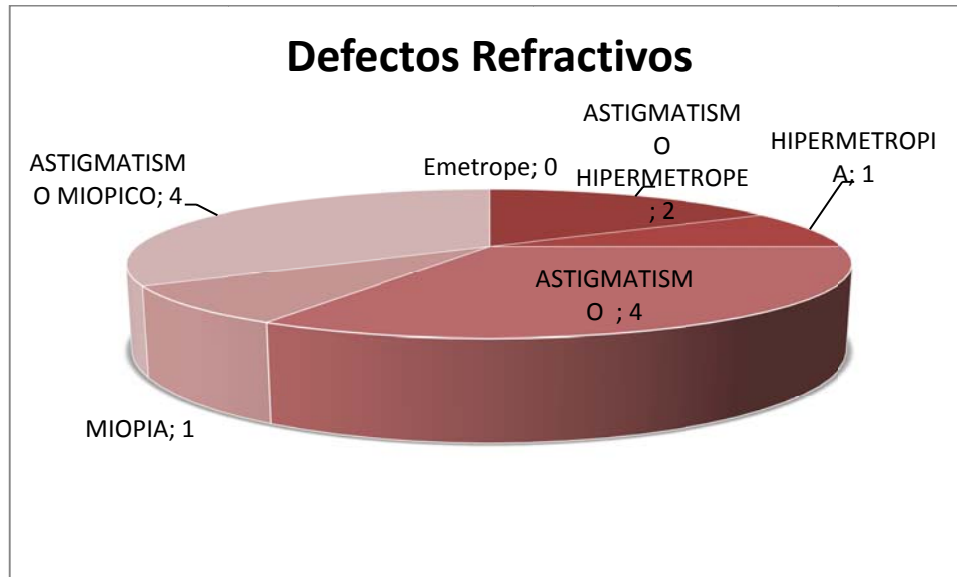 Defectos Refractivos
ASTIGMATISM
O
HIPERMETROPE
; 2
HIPERMETROPI
A; 1
Emetrope; 0
ASTIGMATISM
O MIOPICO; 4
ASTIGMATISM
O ; 4
MIOPIA; 1